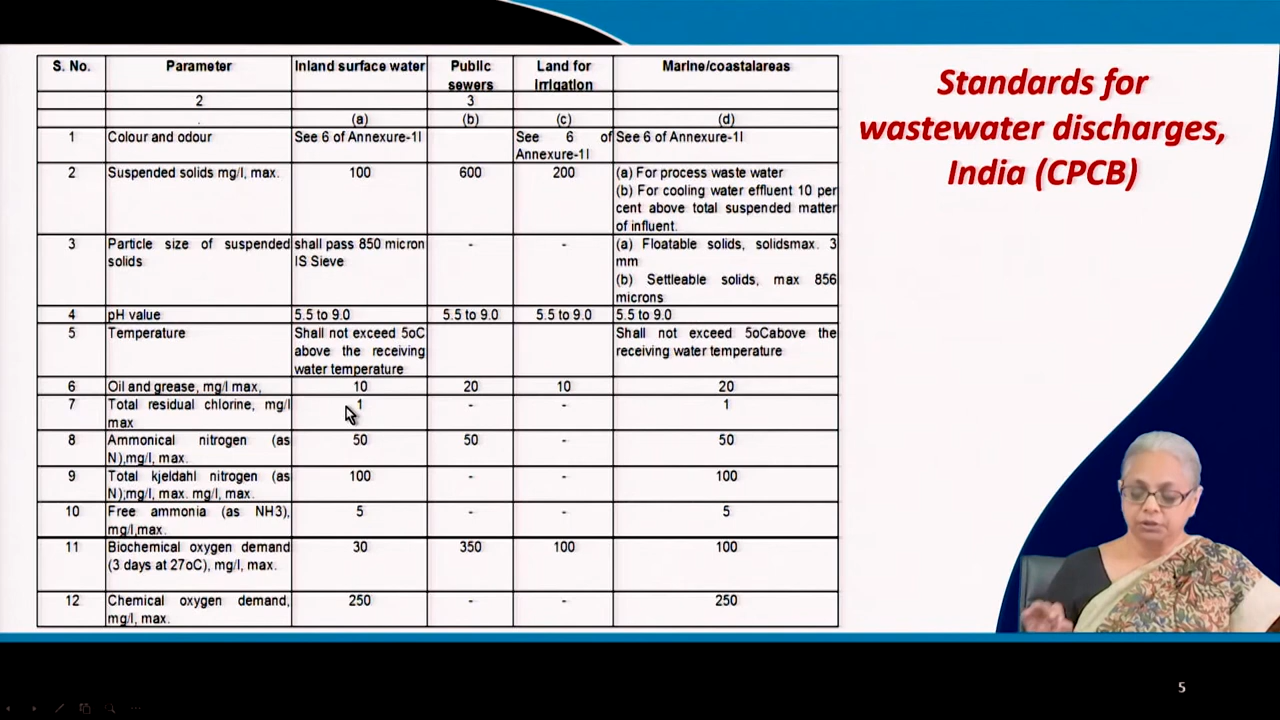 Standards for
wastewater discharges,
India (CPCB)
S. No. Parameter Inland surface water Public sewers Land for irrigation Marine/coastalareas
2 3
. (a) (b) (c) (d)
1 Colour and odour See 6 of Annexure-1I See 6 of Annexure-1I See 6 of Annexure-1I
2 Suspended solids mg/l, max. 100 600 200 (a) For process waste water
(b) For cooling water effluent 10 per
cent above total suspended matter
of influent.
3 Particle size of suspended solids shall pass 850 micron IS Sieve - - (a) Floatable solids, solidsmax. 3
mm
(b) Settleable solids, max 856
microns
4 pH value 5.5 to 9.0 5.5 to 9.0 5.5 to 9.0 5.5 to 9.0
5 Temperature Shall not exceed 5oC above the receiving water temperature Shall not exceed 5oCabove the receiving water temperature
6 Oil and grease, mg/l max, 10 20 10 20
7 Total residual chlorine, mg/l max 1 - - 1
8 Ammonical nitrogen (as N),mg/l, max. 50 50 - 50
9 Total kjeldahl nitrogen (as N);mg/l, max. mg/l, max. 100 - - 100
10 Free ammonia (as NH3), mg/l,max. 5 - - 5
11 Biochemical oxygen demand (3 days at 27oC), mg/l, max. 30 350 100 100
12 Chemical oxygen demand, mg/l, max. 250 - - 250
5